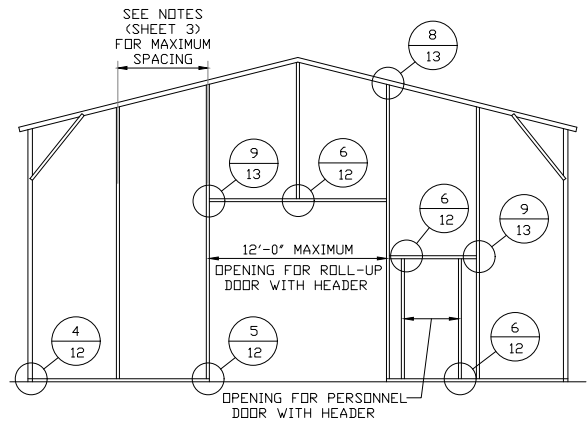 SEE NOTES
(SHEET 3)
FOR MAXIMUM
SPACING
8
13
9
13
6
12
6
12
9
13
12'-0" MAXIMUM
OPENING FOR ROLL-UP
DOOR WITH HEADER
4
12
5
12
6
12
OPENING FOR PERSONNEL
DOOR WITH HEADER